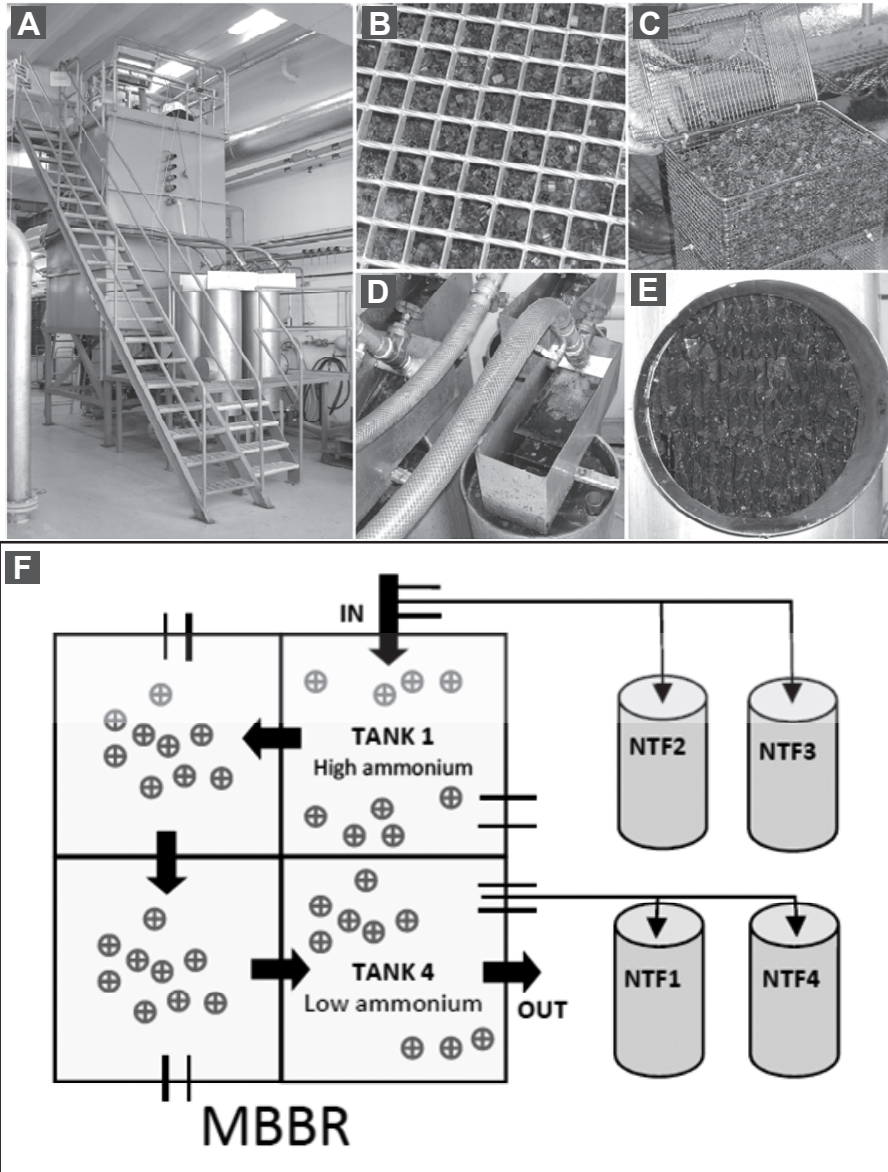 A
B
C
D
E
F
IN
TANK 1
High ammonium
NTF2
NTF3
TANK 4
Low ammonium
OUT
NTF1
NTF4
MBBR